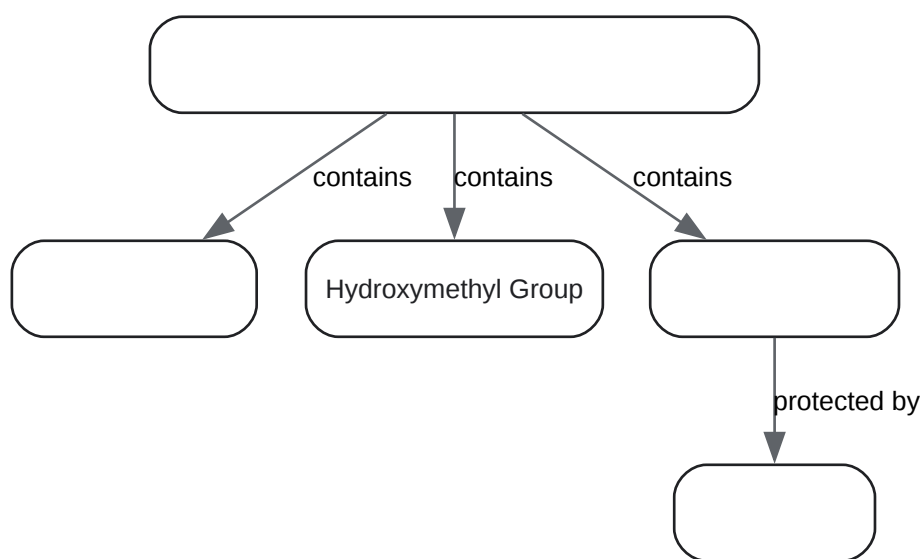 contains
contains
contains
Hydroxymethyl Group
protected by